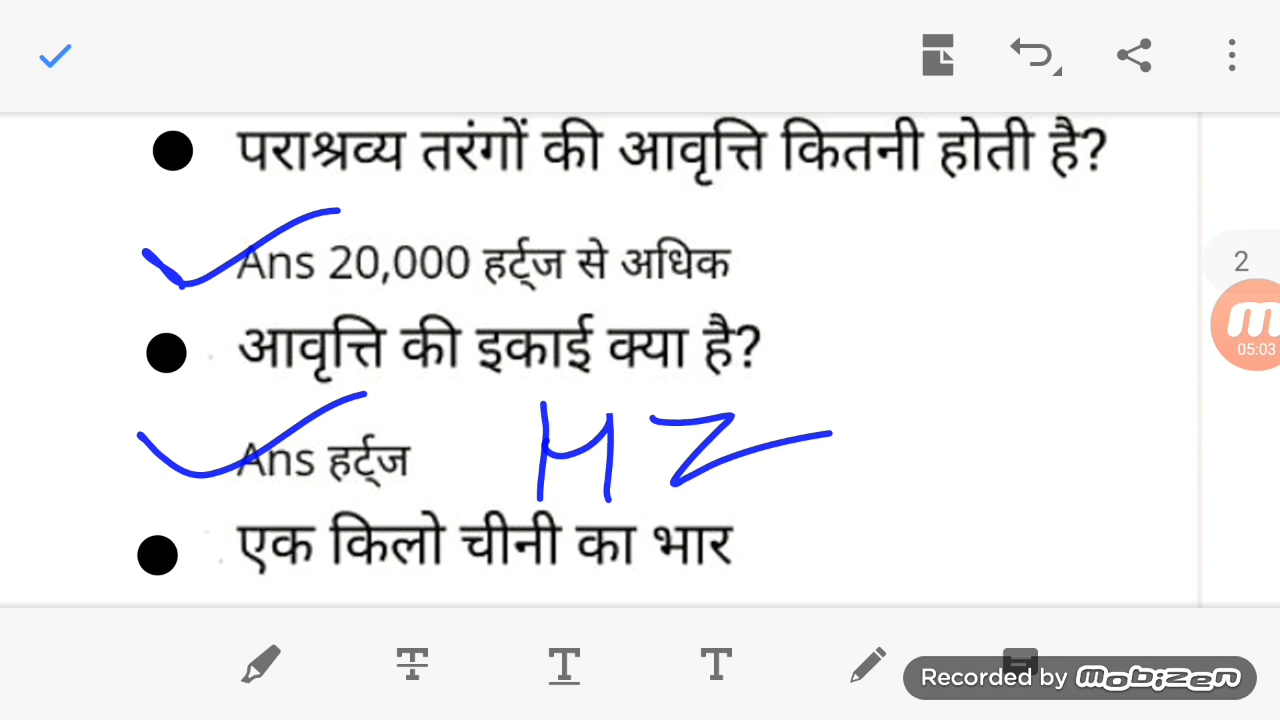 पराश्रव्य तरंगों की आवृत्ति कितनी होती है?
Ans 20,000 हर्ट्ज से अधिक
2
05:03
आवृत्ति की इकाई क्या है?
Ans हर्ट्ज HZ
एक किलो चीनी का भार
T T T
Recorded by mobizen